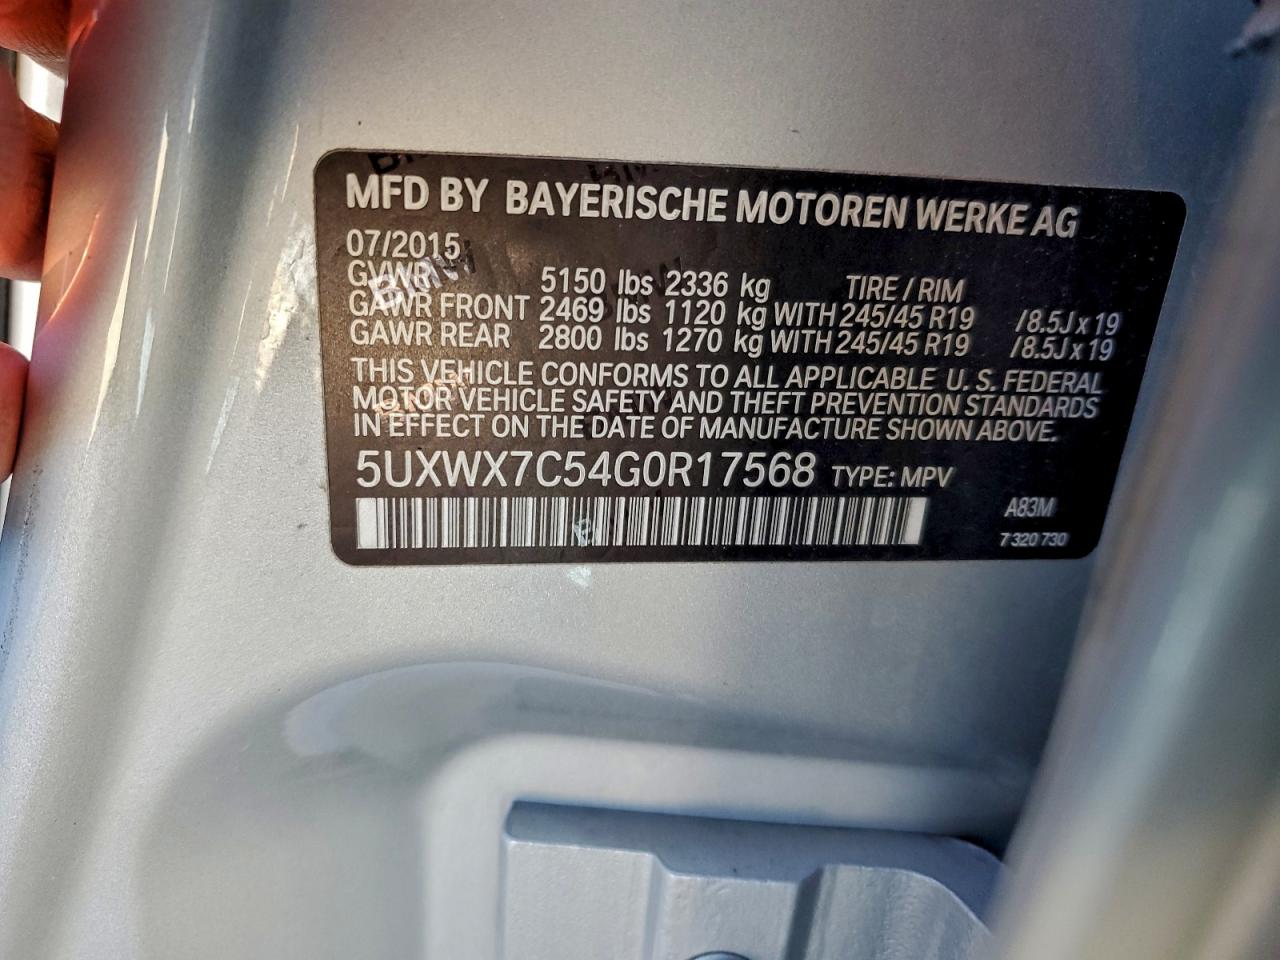 MFD BY BAYERISCHE MOTOREN WERKE AG
07/2015
GVWR 5150 lbs 2336 kg TIRE / RIM
GAWR FRONT 2469 lbs 1120 kg WITH 245/45 R19 /8.5J x 19
GAWR REAR 2800 lbs 1270 kg WITH 245/45 R19 /8.5J x 19
THIS VEHICLE CONFORMS TO ALL APPLICABLE U.S. FEDERAL
MOTOR VEHICLE SAFETY AND THEFT PREVENTION STANDARDS
IN EFFECT ON THE DATE OF MANUFACTURE SHOWN ABOVE.
5UXWX7C54G0R17568 TYPE: MPV
A83M
7 320 730